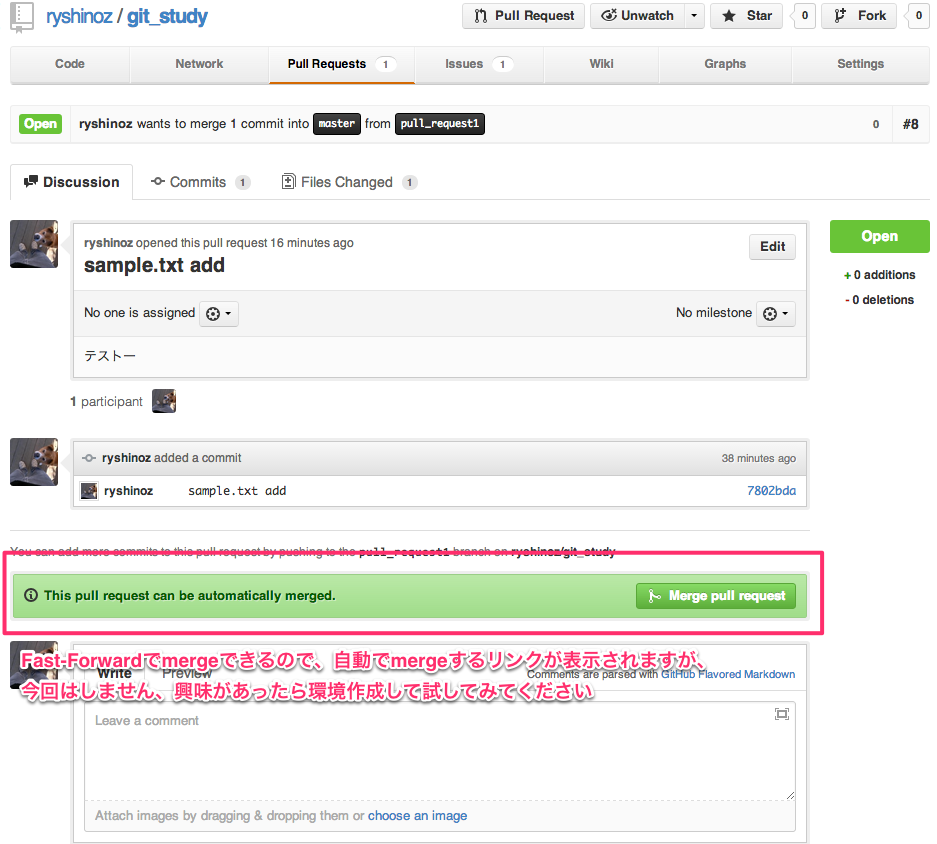 ryshinoz / git_study
Pull Request Unwatch Star 0 Fork 0
Code Network Pull Requests 1 Issues 1 Wiki Graphs Settings
Open ryshinoz wants to merge 1 commit into master from pull_request1 0 #8
Discussion Commits 1 Files Changed 1
ryshinoz opened this pull request 16 minutes ago
sample.txt add
Edit
Open
+ 0 additions
- 0 deletions
No one is assigned No milestone
テストー
1 participant
ryshinoz added a commit 38 minutes ago
ryshinoz sample.txt add 7802bda
You can add more commits to this pull request by pushing to the pull_request1 branch on ryshinoz/git_study
This pull request can be automatically merged. Merge pull request
Fast-Forwardでmergeできるので、自動でmergeするリンクが表示されますが、
Write Preview Comments are parsed with GitHub Flavored Markdown
今回はしません、興味があったら環境作成して試してみてください
Leave a comment
Attach images by dragging & dropping them or choose an image